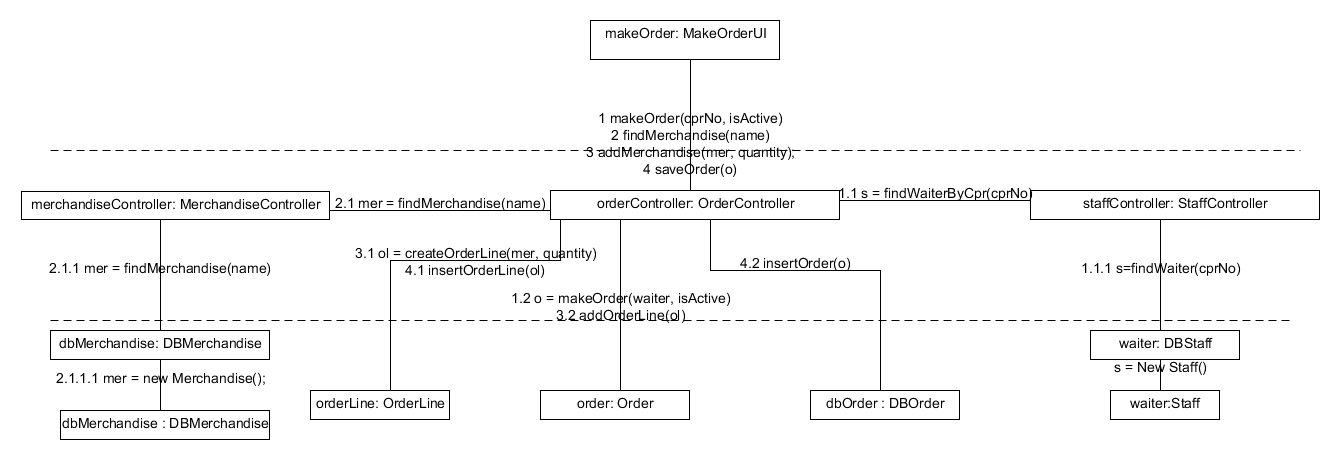 makeOrder: MakeOrderUI
1 makeOrder(cprNo, isActive)
2 findMerchandise(name)
3 addMerchandise(mer, quantity),
4 saveOrder(o)
merchandiseController: MerchandiseController
2.1 mer = findMerchandise(name)
orderController: OrderController
1.1 s = findWaiterByCpr(cprNo)
staffController: StaffController
3.1 ol = createOrderLine(mer, quantity)
4.1 insertOrderLine(ol)
4.2 insertOrder(o)
2.1.1 mer = findMerchandise(name)
1.1.1 s=findWaiter(cprNo)
1.2 o = makeOrder(waiter, isActive)
3.2 addOrderLine(ol)
dbMerchandise: DBMerchandise
waiter: DBStaff
2.1.1.1 mer = new Merchandise();
s = New Staff()
orderLine: OrderLine
order: Order
dbOrder : DBOrder
waiter:Staff
dbMerchandise : DBMerchandise